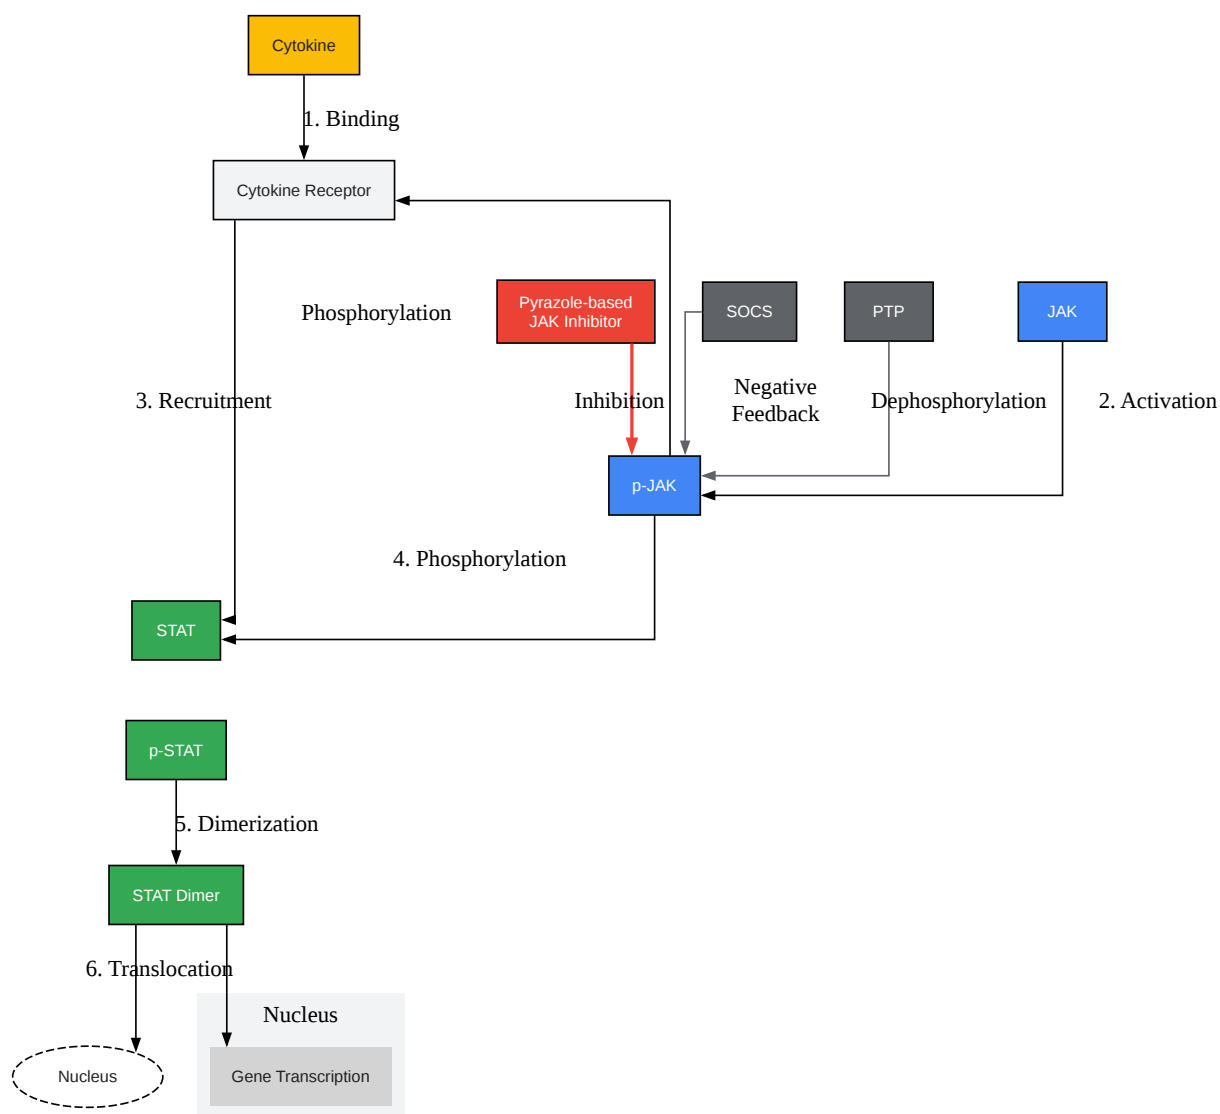 Cytokine
1. Binding
Cytokine Receptor
Phosphorylation
Pyrazole-based
JAK Inhibitor
SOCS
PTP
JAK
3. Recruitment
Inhibition
Negative
Feedback
Dephosphorylation
2. Activation
p-JAK
4. Phosphorylation
STAT
p-STAT
5. Dimerization
STAT Dimer
6. Translocation
Nucleus
Nucleus
Gene Transcription